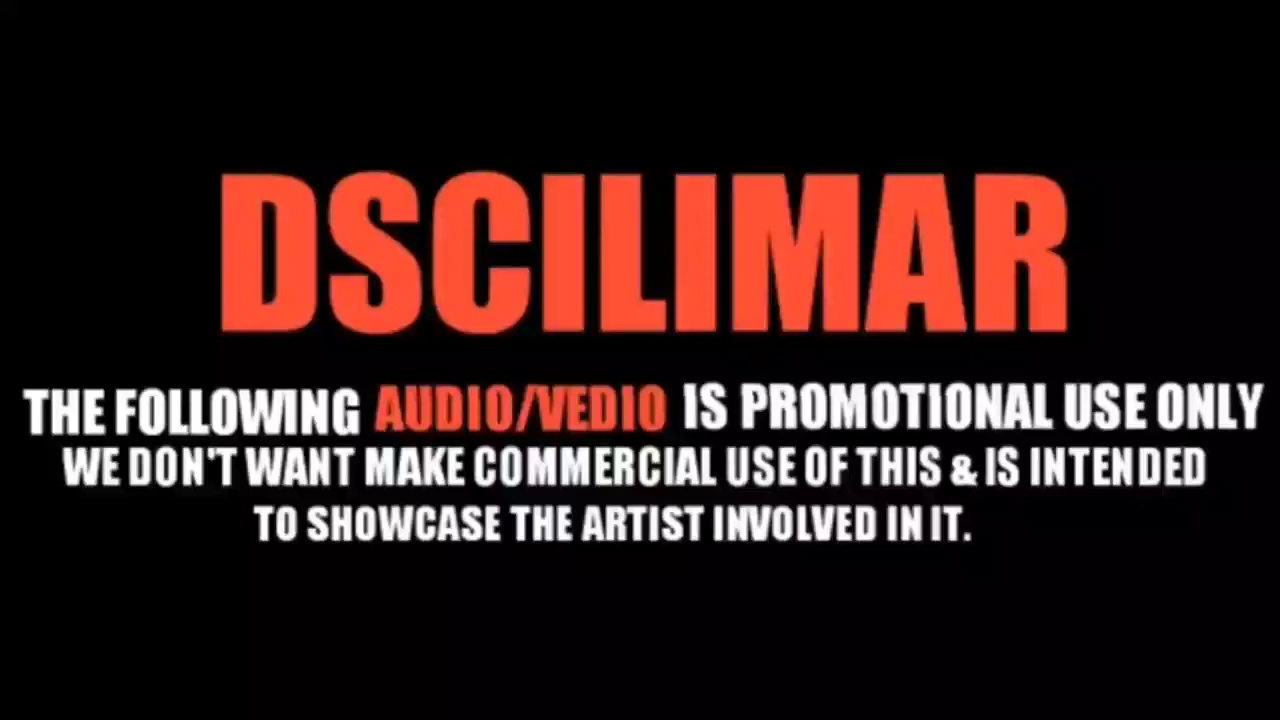 DSCILIMAR
THE FOLLOWING AUDIO/VEDIO IS PROMOTIONAL USE ONLY
WE DON'T WANT MAKE COMMERCIAL USE OF THIS & IS INTENDED
TO SHOWCASE THE ARTIST INVOLVED IN IT.